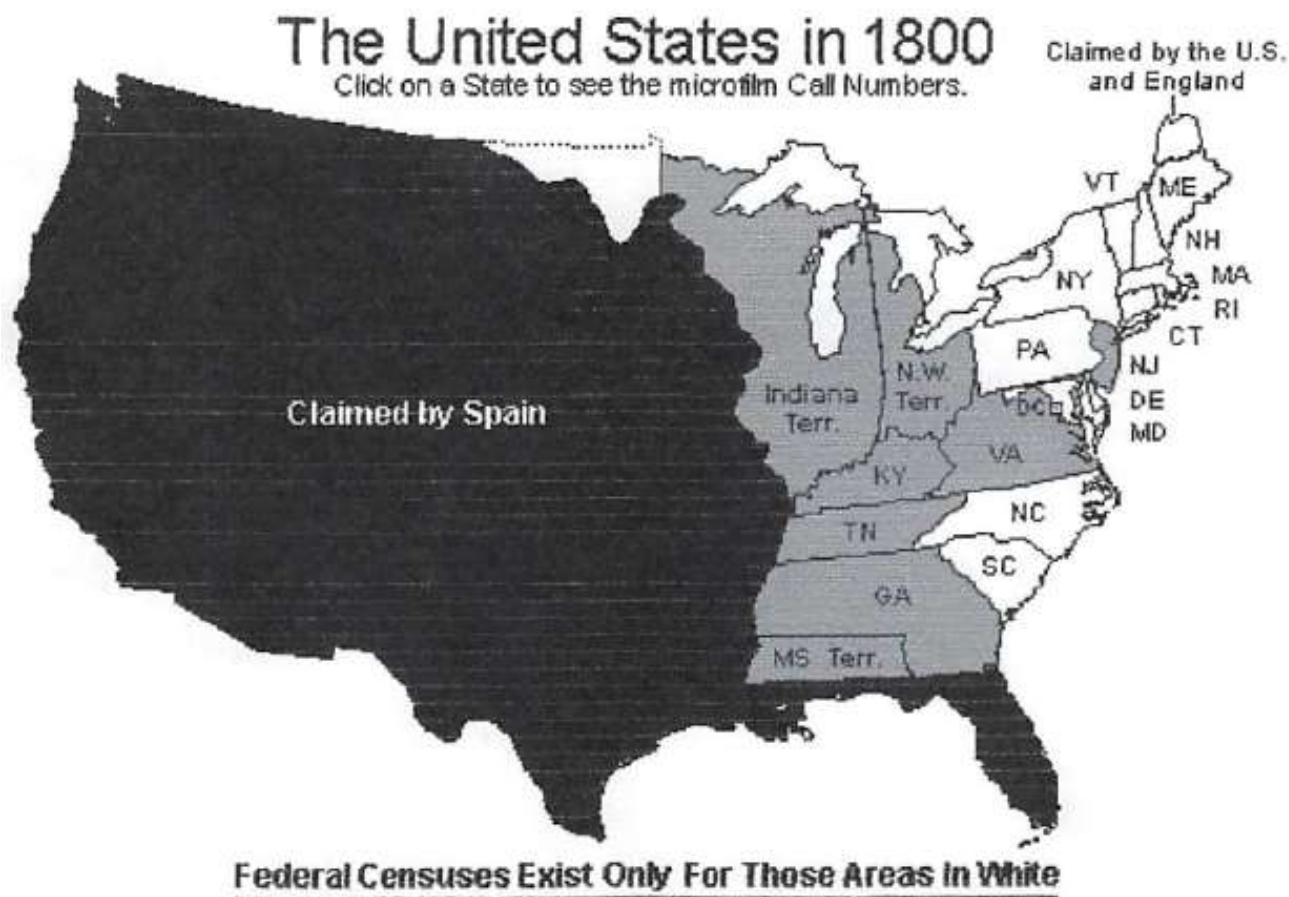 The United States in 1800
Click on a State to see the microfilm Call Numbers.
Claimed by the U.S.
and England
VT
ME
NH
NY
MA
RI
CT
PA
NJ
N.W.
Terr.
Indiana
Terr.
DC
DE
MD
Claimed by Spain
VA
KY
NC
TN
SC
GA
MS Terr.
Federal Censuses Exist Only For Those Areas In White